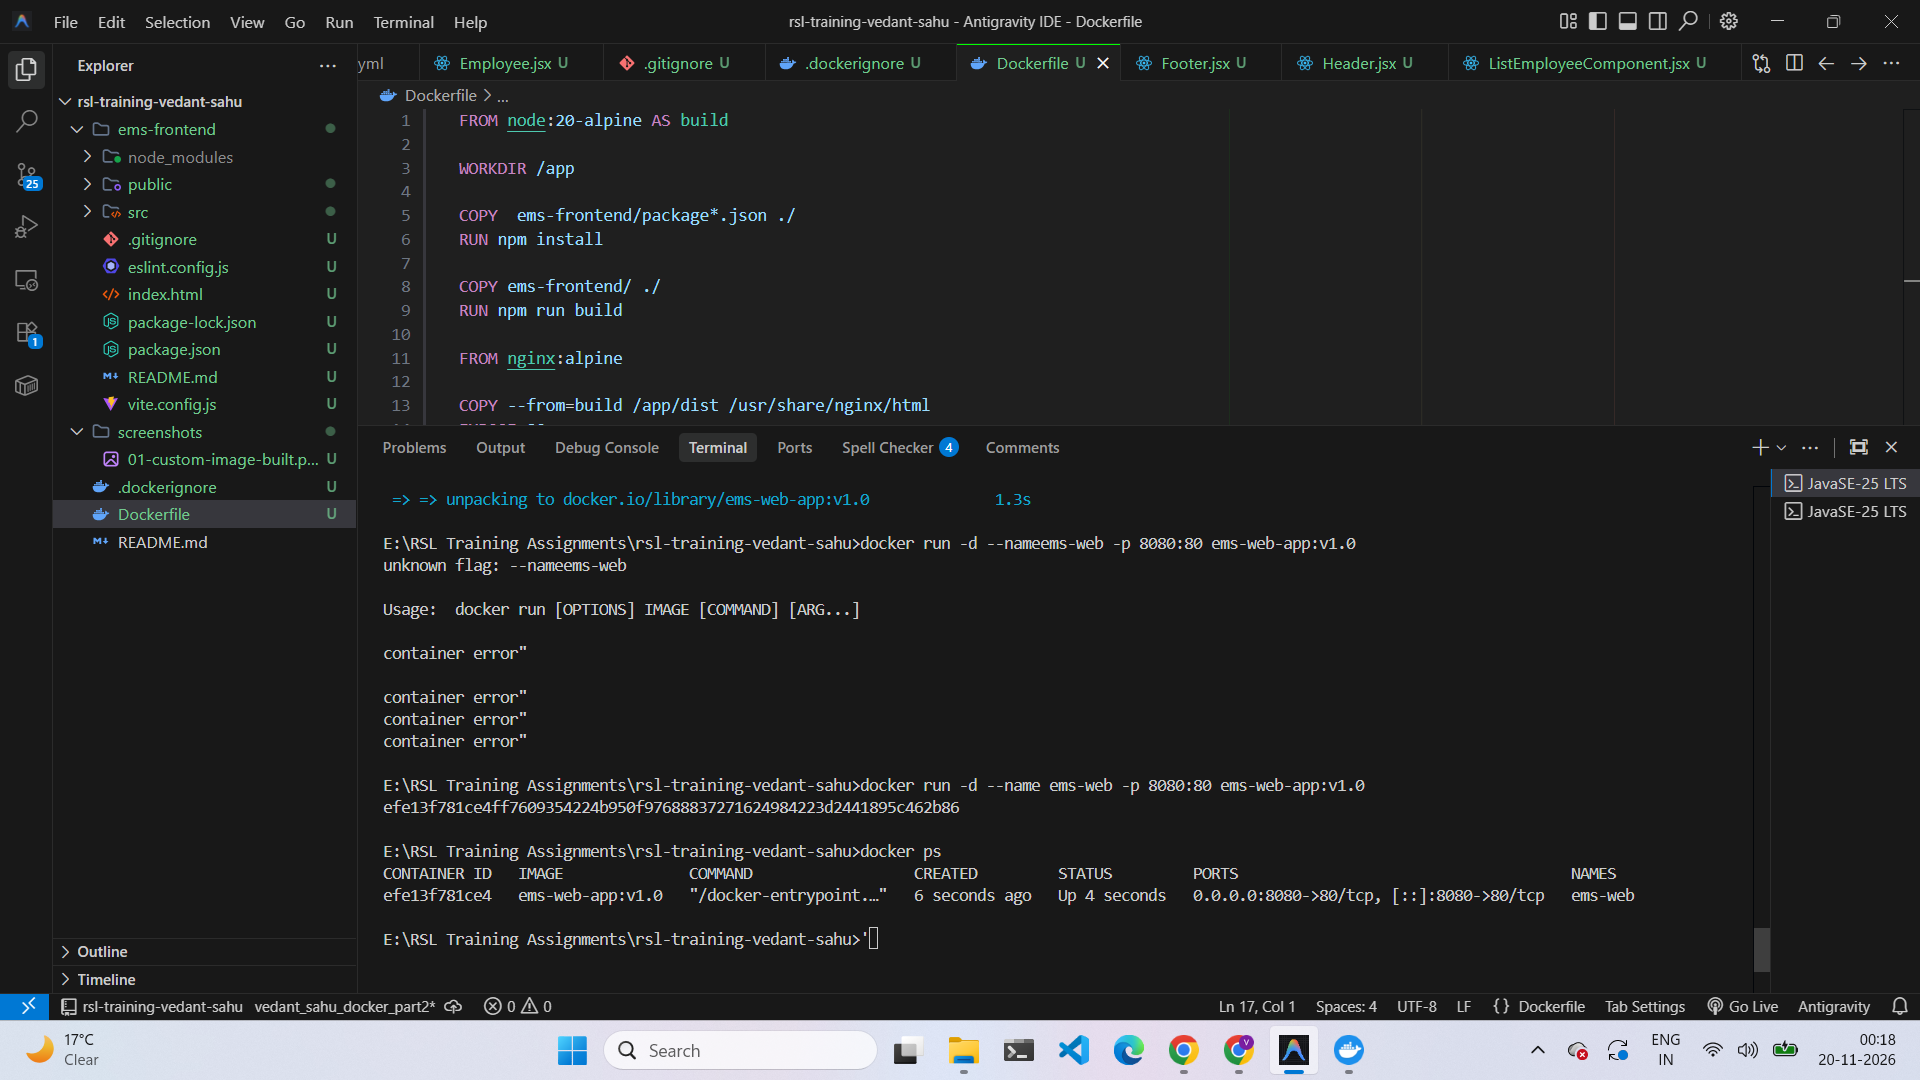 File Edit Selection View Go Run Terminal Help
rsl-training-vedant-sahu - Antigravity IDE - Dockerfile
Explorer
yml
Employee.jsx U
.gitignore U
.dockerignore U
Dockerfile U
Footer.jsx U
Header.jsx U
ListEmployeeComponent.jsx U
rsl-training-vedant-sahu
ems-frontend
node_modules
public
src
.gitignore U
eslint.config.js U
index.html U
package-lock.json U
package.json U
README.md U
vite.config.js U
screenshots
01-custom-image-built.p... U
.dockerignore U
Dockerfile U
README.md
Outline
Timeline
25
1
Dockerfile > ...
1 FROM node:20-alpine AS build
2
3 WORKDIR /app
4
5 COPY  ems-frontend/package*.json ./
6 RUN npm install
7
8 COPY ems-frontend/ ./
9 RUN npm run build
10
11 FROM nginx:alpine
12
13 COPY --from=build /app/dist /usr/share/nginx/html
Problems Output Debug Console Terminal Ports Spell Checker 4 Comments
JavaSE-25 LTS
JavaSE-25 LTS
=> => unpacking to docker.io/library/ems-web-app:v1.0 1.3s
E:\RSL Training Assignments\rsl-training-vedant-sahu>docker run -d --nameems-web -p 8080:80 ems-web-app:v1.0
unknown flag: --nameems-web
Usage:  docker run [OPTIONS] IMAGE [COMMAND] [ARG...]
container error"
container error"
container error"
container error"
E:\RSL Training Assignments\rsl-training-vedant-sahu>docker run -d --name ems-web -p 8080:80 ems-web-app:v1.0
efe13f781ce4ff7609354224b950f97688837271624984223d2441895c462b86
E:\RSL Training Assignments\rsl-training-vedant-sahu>docker ps
CONTAINER ID IMAGE COMMAND CREATED STATUS PORTS NAMES
efe13f781ce4 ems-web-app:v1.0 "/docker-entrypoint.…" 6 seconds ago Up 4 seconds 0.0.0.0:8080->80/tcp, [::]:8080->80/tcp ems-web
E:\RSL Training Assignments\rsl-training-vedant-sahu>'
rsl-training-vedant-sahu vedant_sahu_docker_part2* 0 0
Ln 17, Col 1 Spaces: 4 UTF-8 LF {} Dockerfile Tab Settings Go Live Antigravity
17°C
Clear
Search
ENG
IN
00:18
20-11-2026